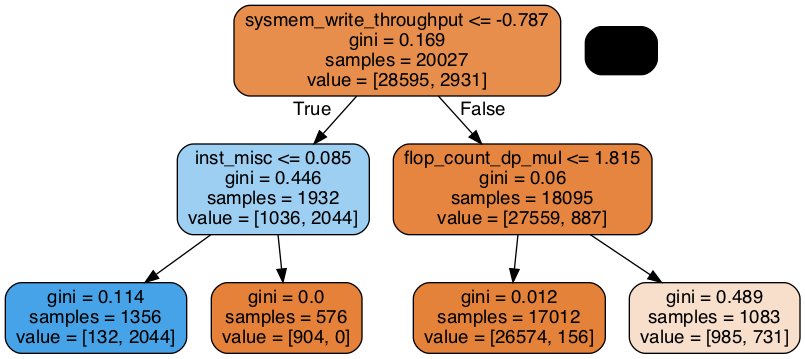 sysmem_write_throughput <= -0.787
gini = 0.169
samples = 20027
value = [28595, 2931]
True
False
inst_misc <= 0.085
gini = 0.446
samples = 1932
value = [1036, 2044]
flop_count_dp_mul <= 1.815
gini = 0.06
samples = 18095
value = [27559, 887]
gini = 0.114
samples = 1356
value = [132, 2044]
gini = 0.0
samples = 576
value = [904, 0]
gini = 0.012
samples = 17012
value = [26574, 156]
gini = 0.489
samples = 1083
value = [985, 731]